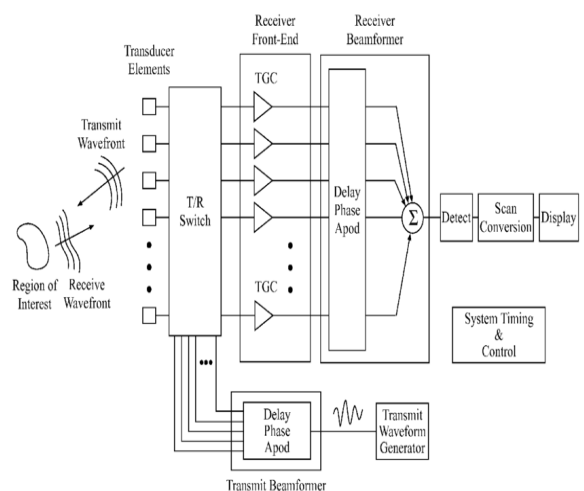 Receiver
Front-End
Receiver
Beamformer
Transducer
Elements
TGC
Transmit
Wavefront
T/R
Switch
Delay
Phase
Apod
Σ
Detect
Scan
Conversion
Display
Region of
Interest
Receive
Wavefront
TGC
System Timing
&
Control
Delay
Phase
Apod
Transmit
Waveform
Generator
Transmit Beamformer